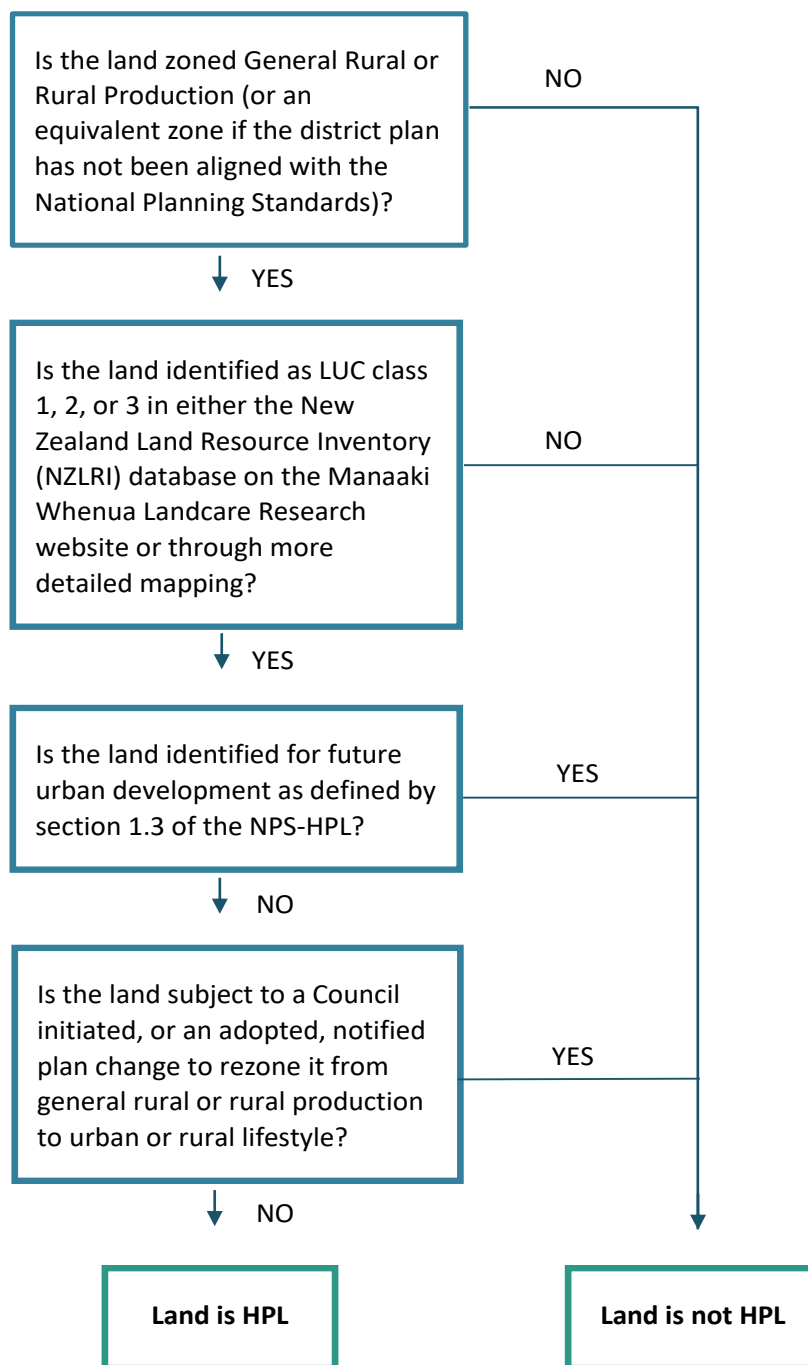 Is the land zoned General Rural or
Rural Production (or an
equivalent zone if the district plan
has not been aligned with the
National Planning Standards)?
NO
YES
Is the land identified as LUC class
1, 2, or 3 in either the New
Zealand Land Resource Inventory
(NZLRI) database on the Manaaki
Whenua Landcare Research
website or through more
detailed mapping?
NO
YES
Is the land identified for future
urban development as defined by
section 1.3 of the NPS-HPL?
YES
NO
Is the land subject to a Council
initiated, or an adopted, notified
plan change to rezone it from
general rural or rural production
to urban or rural lifestyle?
YES
NO
Land is HPL
Land is not HPL